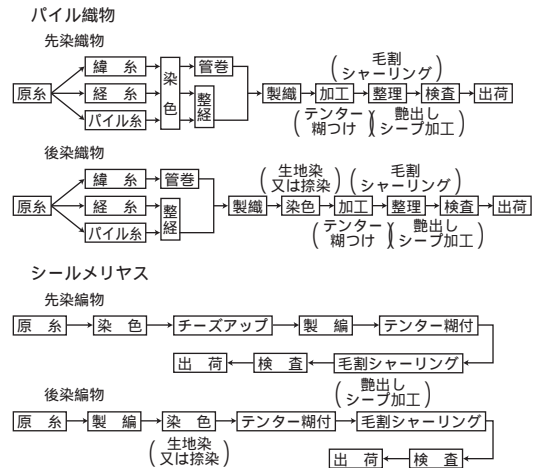 パイル織物
先染織物
原糸
緯 糸
経 糸
パイル糸
染色
管巻
整経
製織
加工
(テンター糊つけ)
整理
(毛割シャーリング)
(艶出しシープ加工)
検査
出荷
後染織物
原糸
緯 糸
経 糸
パイル糸
管巻
整経
製織
染色
(生地染又は捺染)
加工
(テンター糊つけ)
整理
(毛割シャーリング)
(艶出しシープ加工)
検査
出荷
シールメリヤス
先染編物
原 糸
染 色
チーズアップ
製 編
テンター糊付
毛割シャーリング
(艶出しシープ加工)
検 査
出 荷
後染編物
原 糸
製 編
染 色
(生地染又は捺染)
テンター糊付
毛割シャーリング
検 査
出 荷